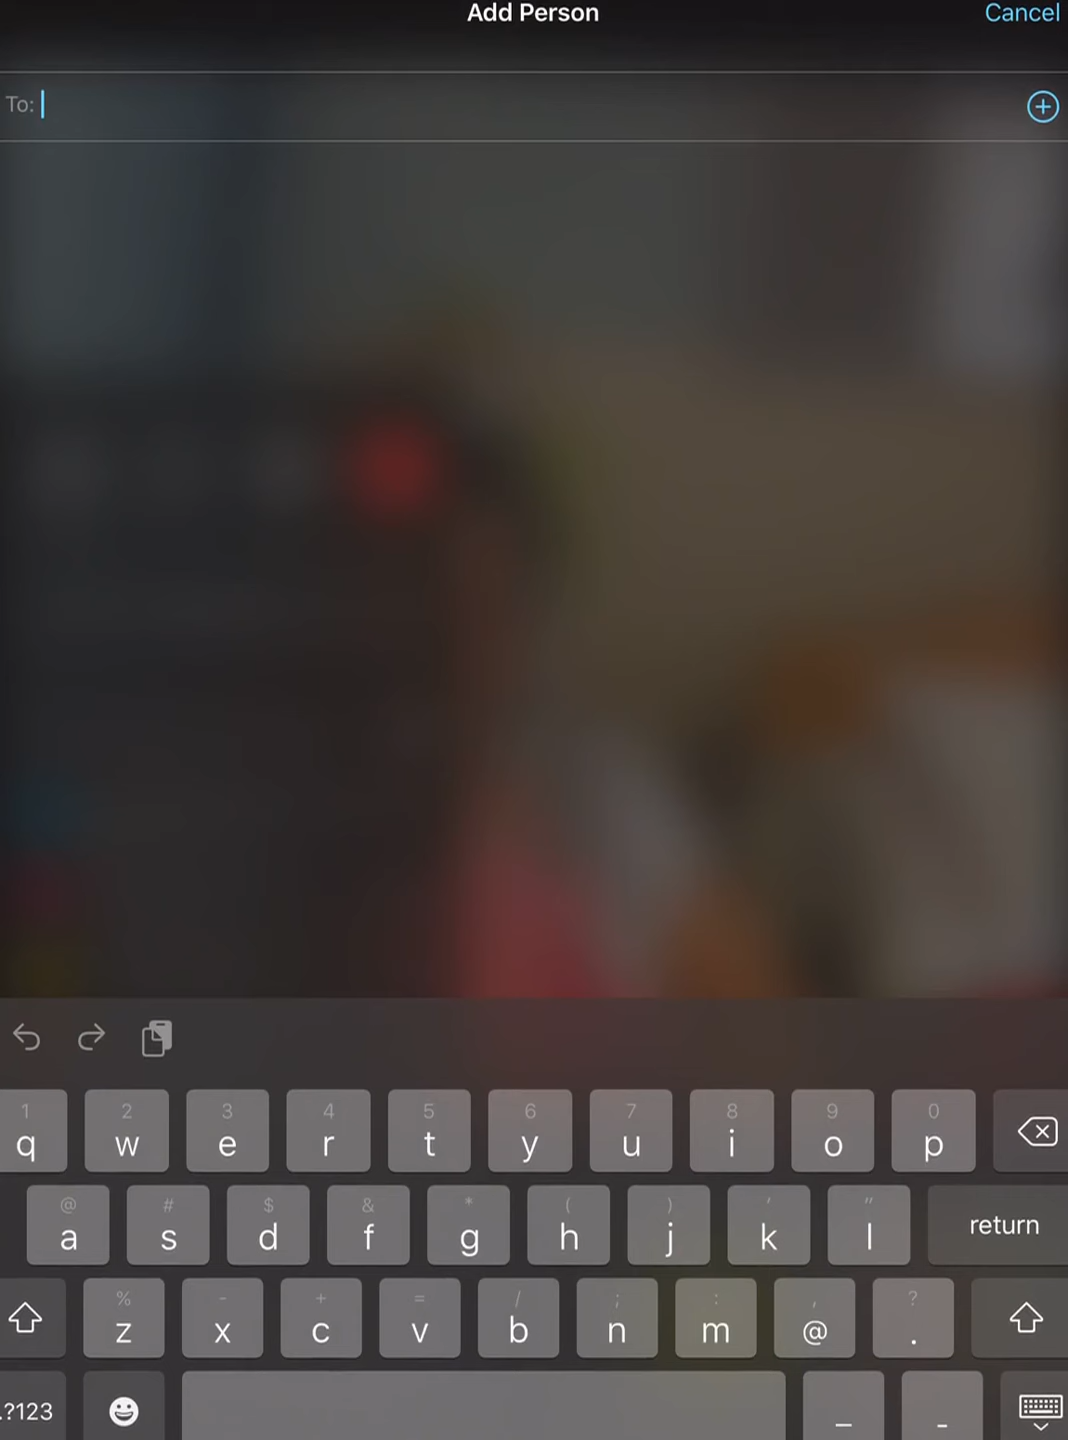 Add Person
Cancel
To:
1 2 3 4 5 6 7 8 9 0
q w e r t y u i o p
@ # $ & * ( ) ' "
a s d f g h j k l return
% - + = / ; : , ?
z x c v b n m @ .
.?123 _ -